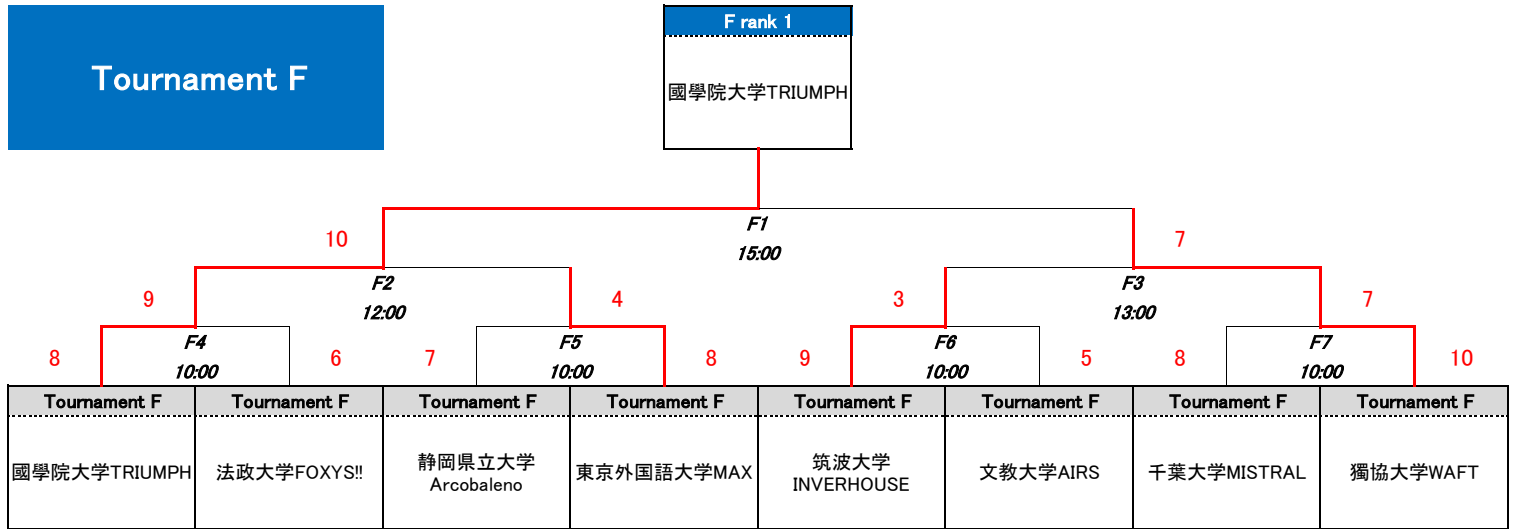 Tournament F
F rank 1
國學院大学TRIUMPH
F1
10
7
15:00
F2
F3
9
4
3
7
12:00
13:00
F4
F5
F6
F7
8
6
7
8
9
5
8
10
10:00
10:00
10:00
10:00
Tournament F
Tournament F
Tournament F
Tournament F
Tournament F
Tournament F
Tournament F
Tournament F
國學院大学TRIUMPH
法政大学FOXYS!!
静岡県立大学
Arcobaleno
東京外国語大学MAX
筑波大学
INVERHOUSE
文教大学AIRS
千葉大学MISTRAL
獨協大学WAFT